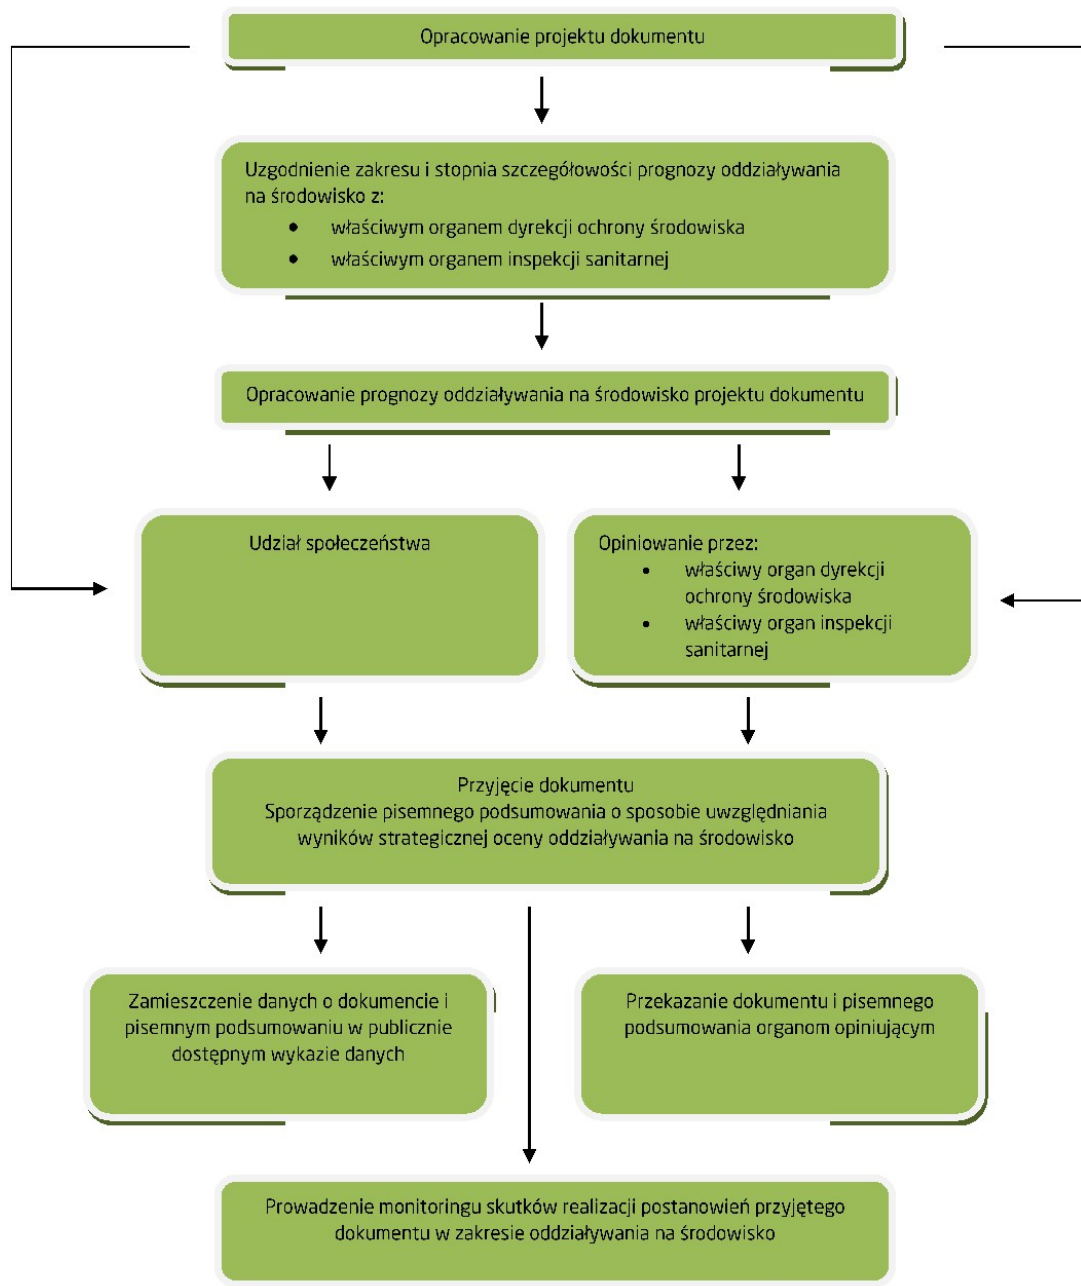 Opracowanie projektu dokumentu
Uzgodnienie zakresu i stopnia szczegółowości prognozy oddziaływania
na środowisko z:
• właściwym organem dyrekcji ochrony środowiska
• właściwym organem inspekcji sanitarnej
Opracowanie prognozy oddziaływania na środowisko projektu dokumentu
Udział społeczeństwa
Opiniowanie przez:
• właściwy organ dyrekcji
ochrony środowiska
• właściwy organ inspekcji
sanitarnej
Przyjęcie dokumentu
Sporządzenie pisemnego podsumowania o sposobie uwzględniania
wyników strategicznej oceny oddziaływania na środowisko
Zamieszczenie danych o dokumencie i
pisemnym podsumowaniu w publicznie
dostępnym wykazie danych
Przekazanie dokumentu i pisemnego
podsumowania organom opiniującym
Prowadzenie monitoringu skutków realizacji postanowień przyjętego
dokumentu w zakresie oddziaływania na środowisko